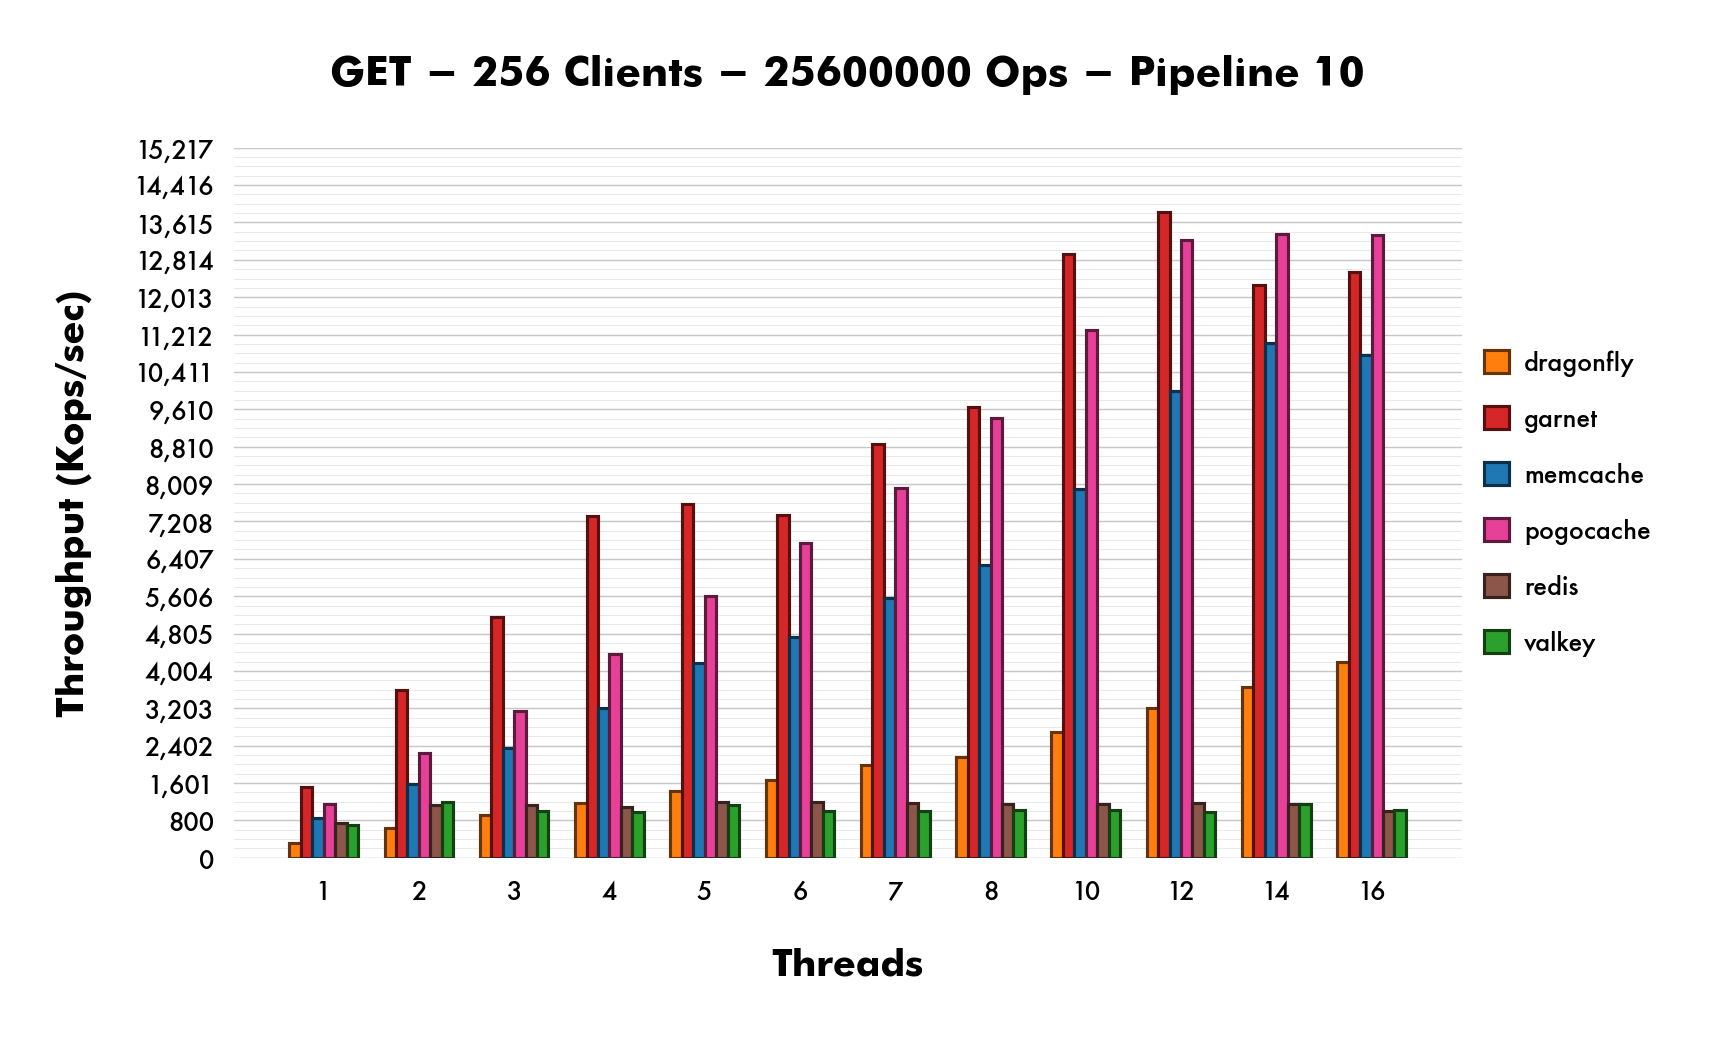 GET – 256 Clients – 25600000 Ops – Pipeline 10
Throughput (Kops/sec)
15,217
14,416
13,615
12,814
12,013
11,212
10,411
9,610
8,810
8,009
7,208
6,407
5,606
4,805
4,004
3,203
2,402
1,601
800
0
1 2 3 4 5 6 7 8 10 12 14 16
Threads
dragonfly
garnet
memcache
pogocache
redis
valkey